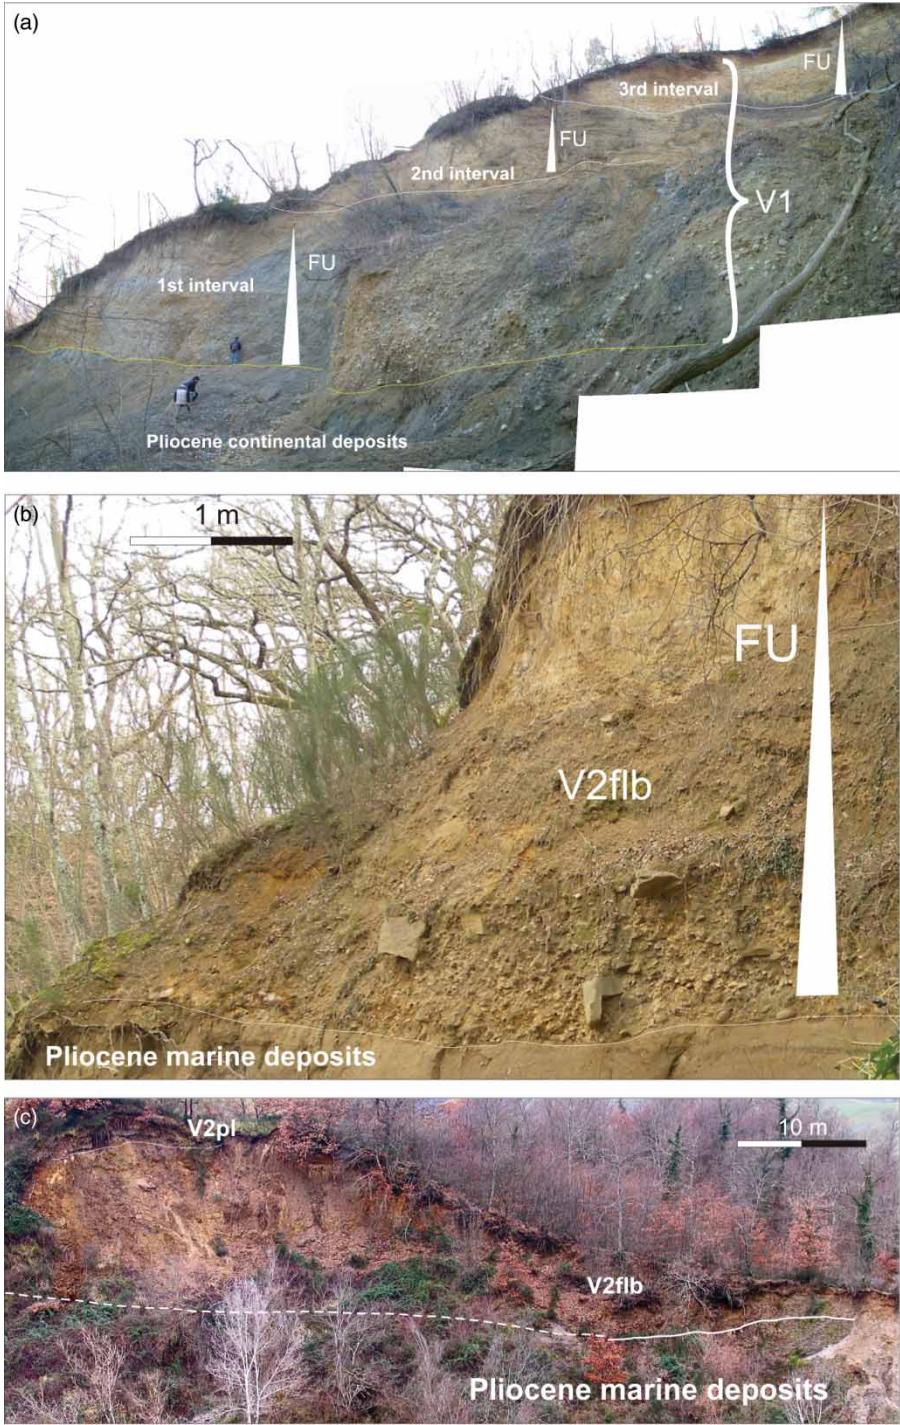 (a)
FU
3rd interval
FU
2nd interval
V1
FU
1st interval
Pliocene continental deposits
(b)
1 m
FU
V2flb
Pliocene marine deposits
(c)
V2pl
10 m
V2flb
Pliocene marine deposits